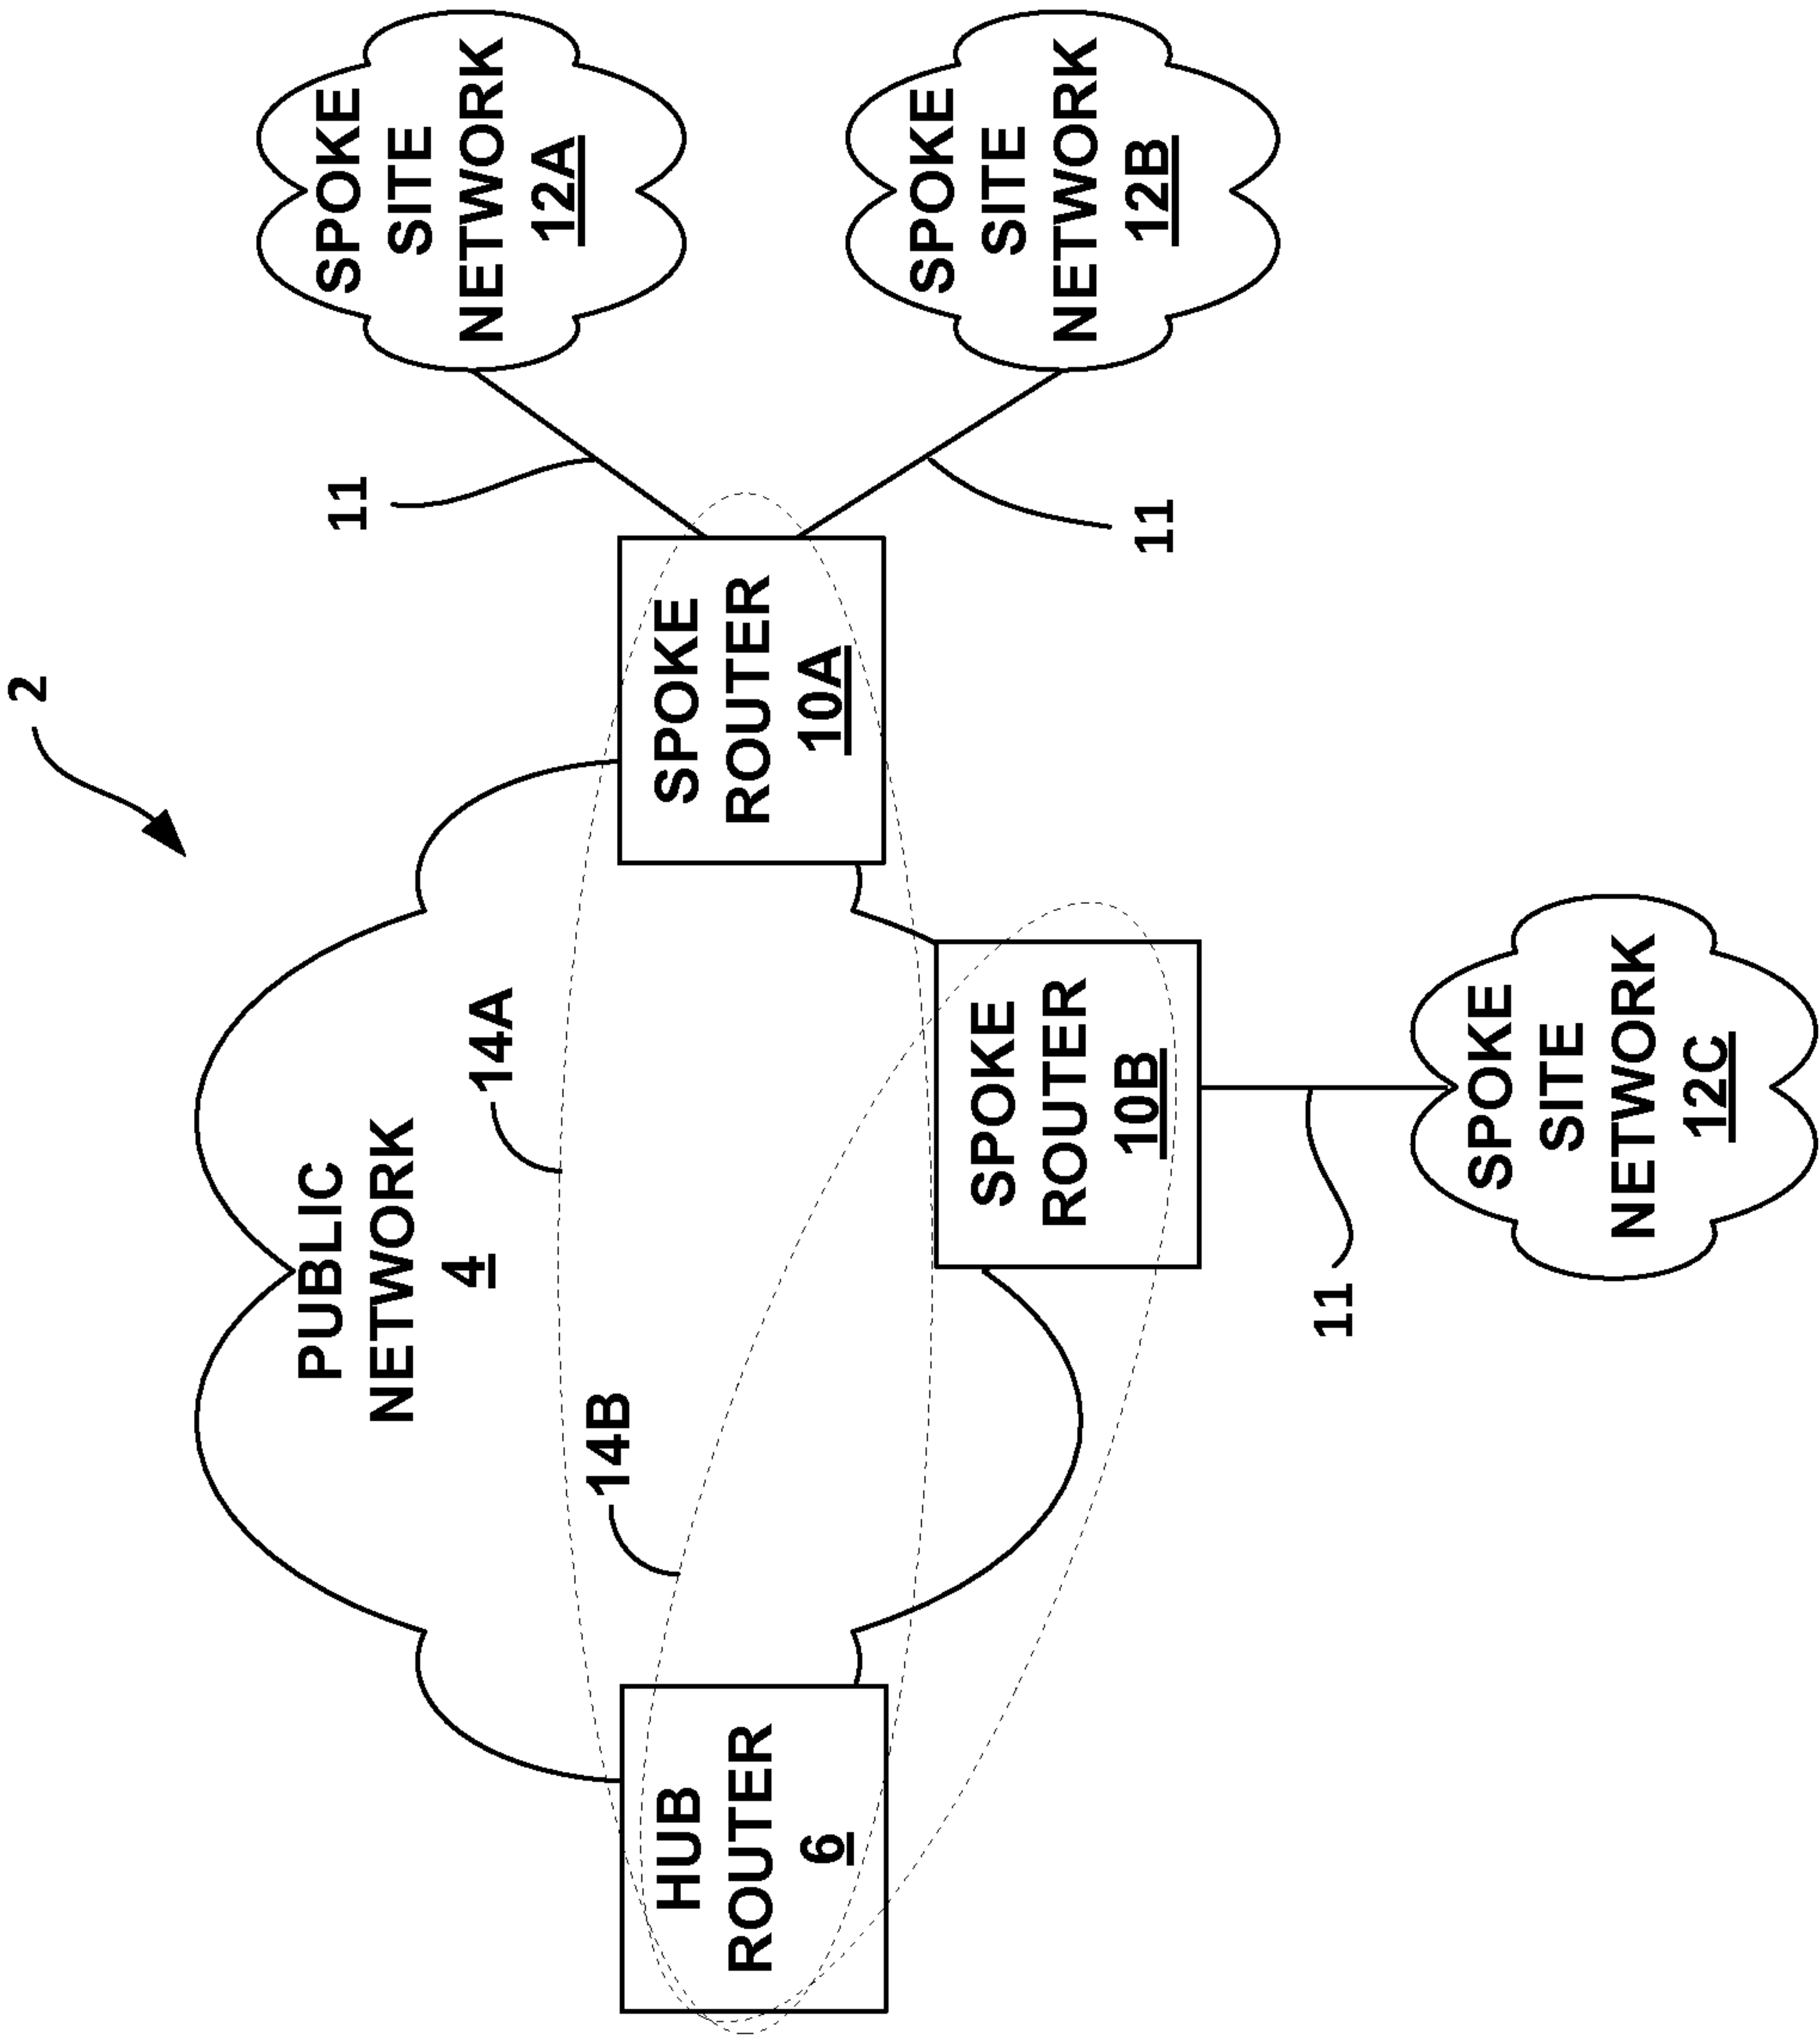 2
PUBLIC
NETWORK
4
14A
14B
HUB
ROUTER
6
SPOKE
ROUTER
10A
SPOKE
ROUTER
10B
11
11
11
SPOKE
SITE
NETWORK
12A
SPOKE
SITE
NETWORK
12B
SPOKE
SITE
NETWORK
12C